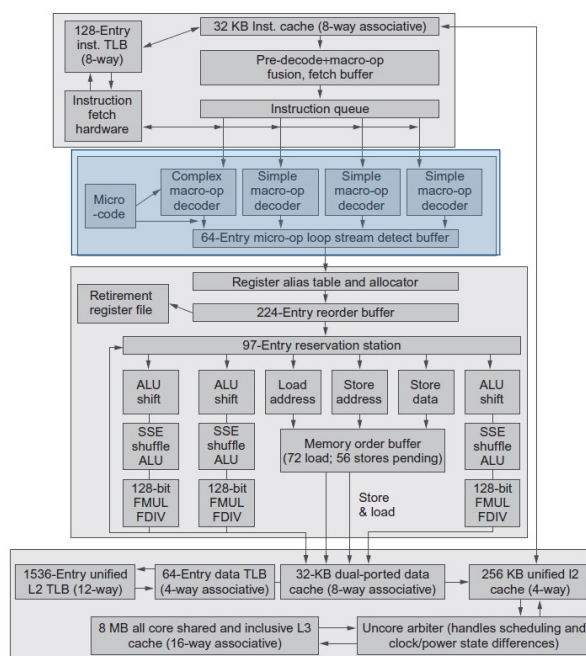 128-Entry
inst. TLB
(8-way)
32 KB Inst. cache (8-way associative)
Pre-decode+macro-op
fusion, fetch buffer
Instruction
fetch
hardware
Instruction queue
Micro
-code
Complex
macro-op
decoder
Simple
macro-op
decoder
Simple
macro-op
decoder
Simple
macro-op
decoder
64-Entry micro-op loop stream detect buffer
Register alias table and allocator
Retirement
register file
224-Entry reorder buffer
97-Entry reservation station
ALU
shift
ALU
shift
Load
address
Store
address
Store
data
ALU
shift
SSE
shuffle
ALU
SSE
shuffle
ALU
Memory order buffer
(72 load; 56 stores pending)
SSE
shuffle
ALU
128-bit
FMUL
FDIV
128-bit
FMUL
FDIV
Store
& load
128-bit
FMUL
FDIV
1536-Entry unified
L2 TLB (12-way)
64-Entry data TLB
(4-way associative)
32-KB dual-ported data
cache (8-way associative)
256 KB unified l2
cache (4-way)
8 MB all core shared and inclusive L3
cache (16-way associative)
Uncore arbiter (handles scheduling and
clock/power state differences)